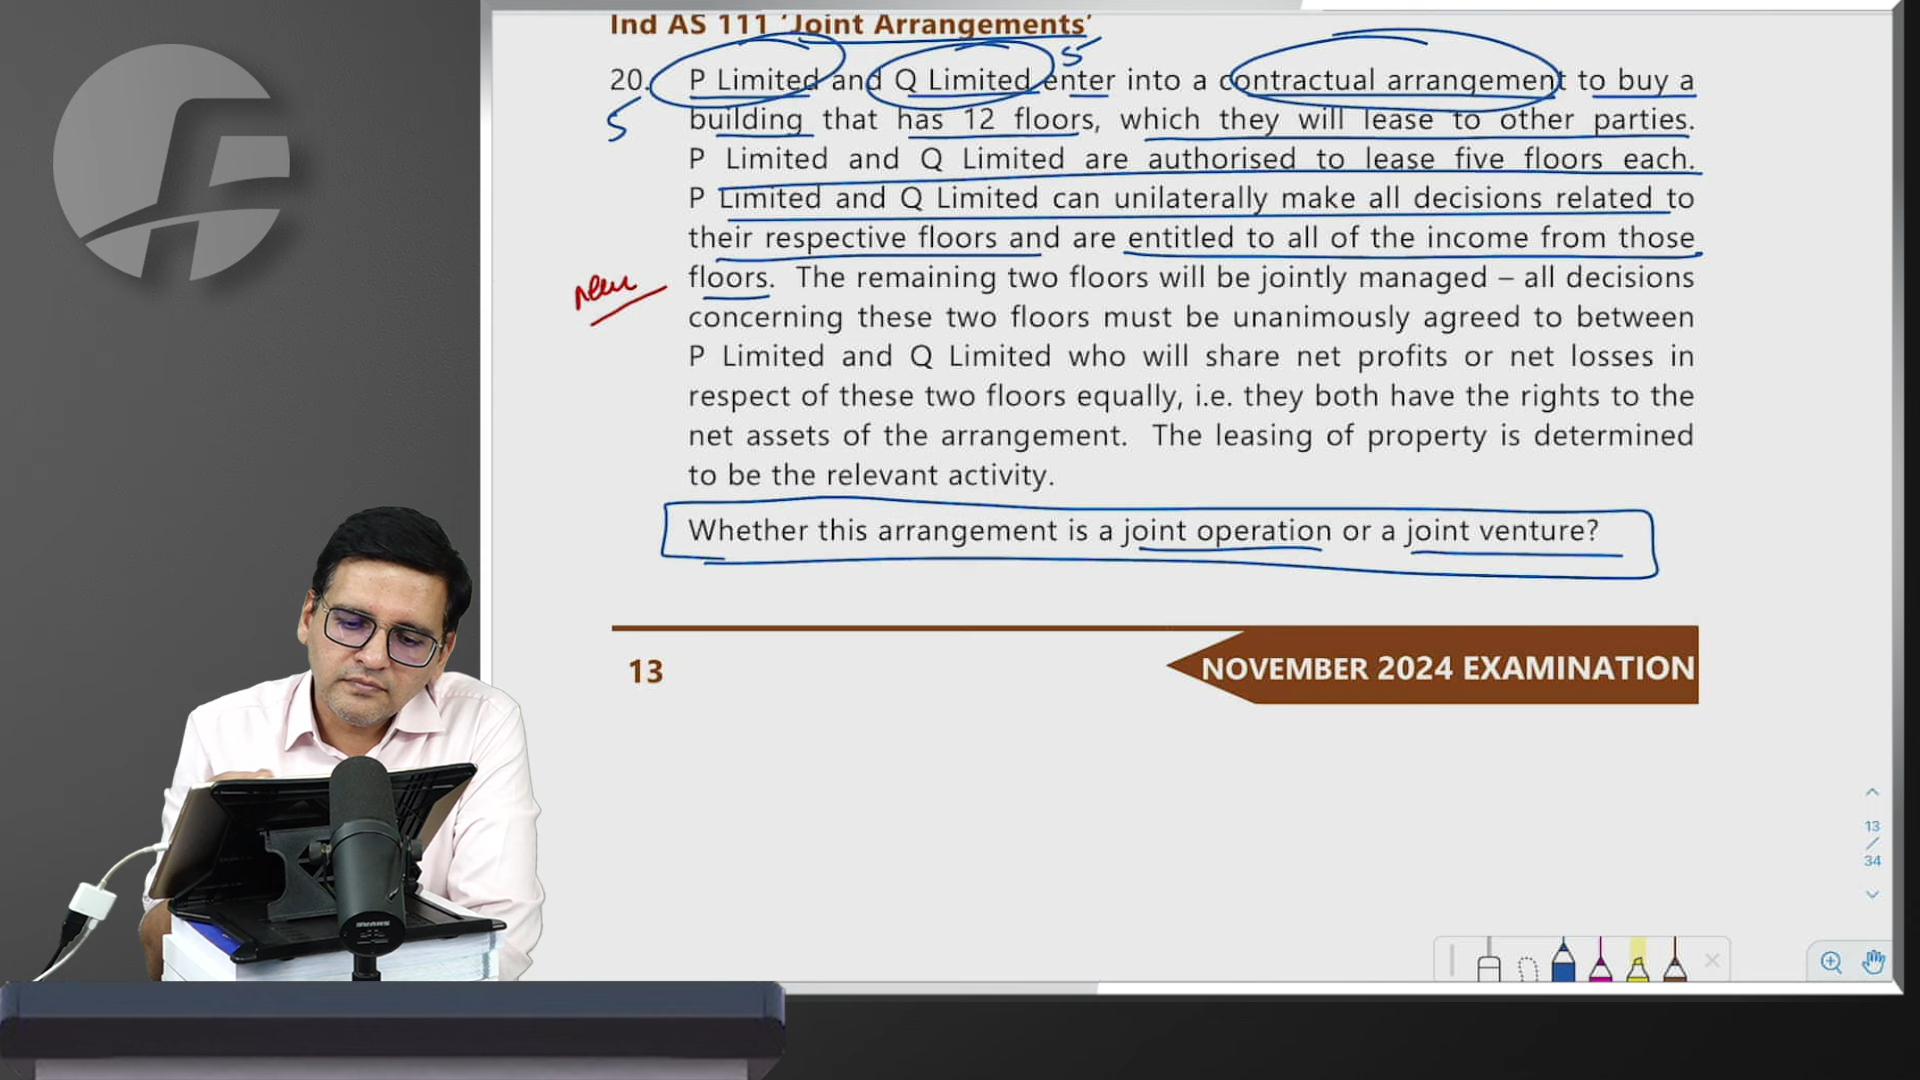 Ind AS 111 ‘Joint Arrangements’
5
20. P Limited and Q Limited enter into a contractual arrangement to buy a
5
building that has 12 floors, which they will lease to other parties.
P Limited and Q Limited are authorised to lease five floors each.
P Limited and Q Limited can unilaterally make all decisions related to
their respective floors and are entitled to all of the income from those
new
floors. The remaining two floors will be jointly managed – all decisions
concerning these two floors must be unanimously agreed to between
P Limited and Q Limited who will share net profits or net losses in
respect of these two floors equally, i.e. they both have the rights to the
net assets of the arrangement. The leasing of property is determined
to be the relevant activity.
Whether this arrangement is a joint operation or a joint venture?
13
NOVEMBER 2024 EXAMINATION
13
/
34